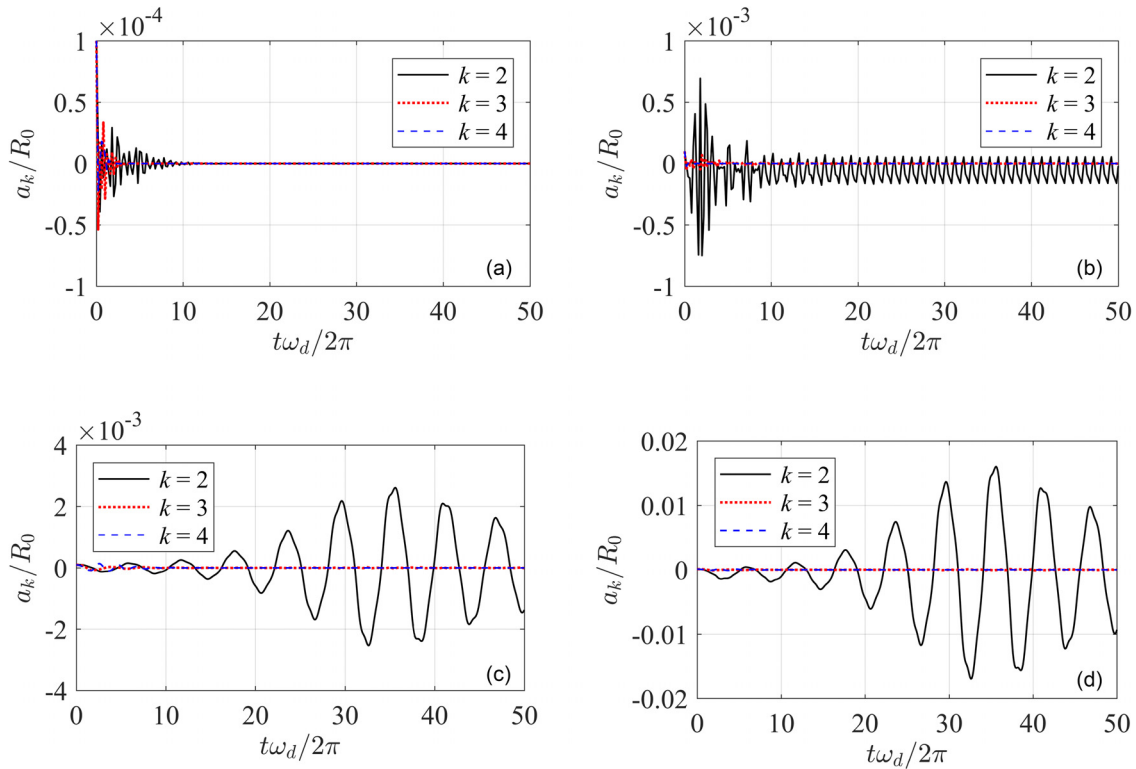 ×10⁻⁴
1
0.5
0
-0.5
-1
a_k/R_0
k = 2
k = 3
k = 4
(a)
0 10 20 30 40 50
tω_d/2π
×10⁻³
1
0.5
0
-0.5
-1
a_k/R_0
k = 2
k = 3
k = 4
(b)
0 10 20 30 40 50
tω_d/2π
×10⁻³
4
2
0
-2
-4
a_k/R_0
k = 2
k = 3
k = 4
(c)
0 10 20 30 40 50
tω_d/2π
0.02
0.01
0
-0.01
-0.02
a_k/R_0
k = 2
k = 3
k = 4
(d)
0 10 20 30 40 50
tω_d/2π